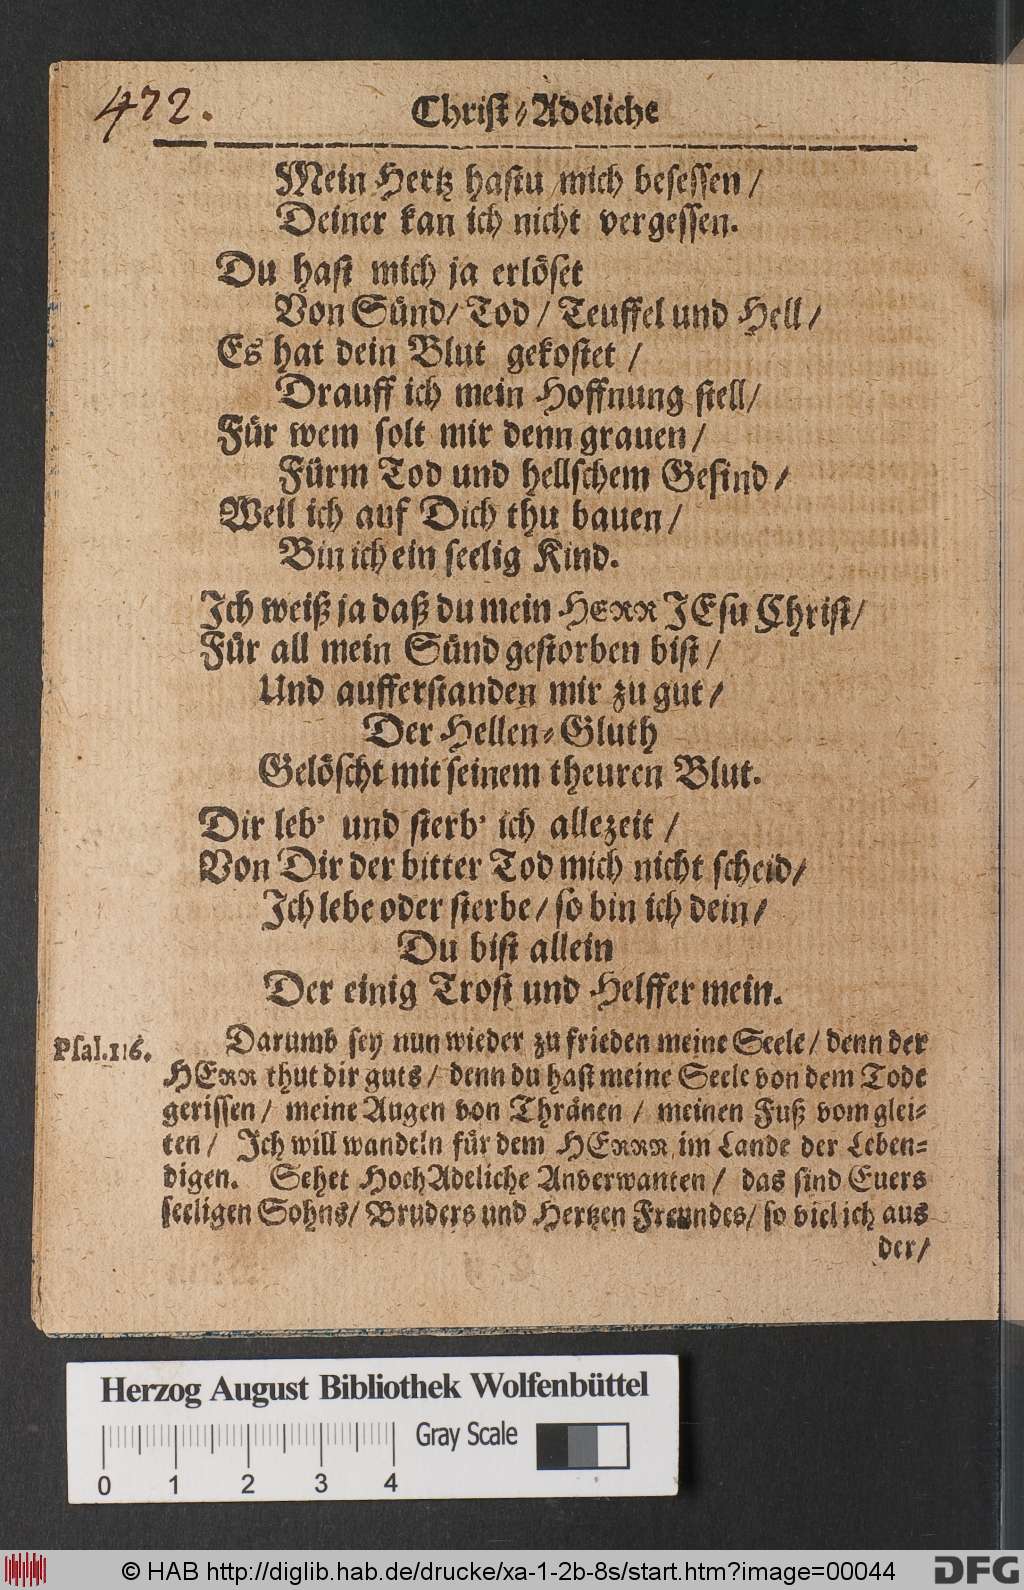 472.
Christ-Adeliche
Mein Hertz hastu mich besessen /
Deiner kan ich nicht vergessen.
Du hast mich ja erlöset
Von Sünd / Tod / Teuffel und Hell /
Es hat dein Blut gekostet /
Drauff ich mein Hoffnung stell /
Für wem solt mir denn grauen /
Fürm Tod und hellschem Gesind /
Weil ich auf Dich thu bauen /
Bin ich ein seelig Kind.
Ich weiß ja daß du mein HERR JEsu Christ /
Für all mein Sünd gestorben bist /
Und aufferstanden mir zu gut /
Der Hellen-Gluth
Gelöscht mit seinem theuren Blut.
Dir leb' und sterb' ich allezeit /
Von Dir der bitter Tod mich nicht scheid /
Ich lebe oder sterbe / so bin ich dein /
Du bist allein
Der einig Trost und Helffer mein.
Psal. 116.
Darumb sey nun wieder zu frieden meine Seele / denn der
HERR thut dir guts / denn du hast meine Seele von dem Tode
gerissen / meine Augen von Thränen / meinen Fuß vom glei-
ten / Ich will wandeln für dem HERRR im Lande der Leben-
digen. Sehet HochAdeliche Anverwanten / das sind Euers
seeligen Sohns / Bruders und Hertzen Freundes / so viel ich aus
der /
Herzog August Bibliothek Wolfenbüttel
Gray Scale
0 1 2 3 4
© HAB http://diglib.hab.de/drucke/xa-1-2b-8s/start.htm?image=00044
DFG